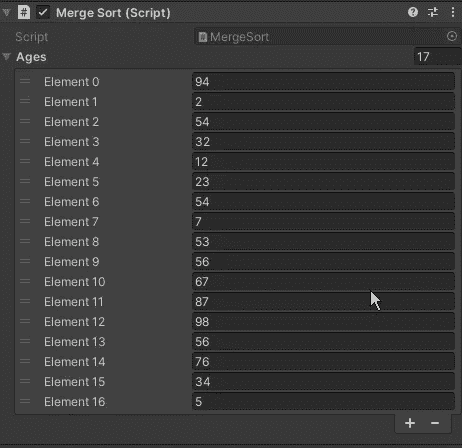 # Merge Sort (Script)
Script # MergeSort
Ages 17
Element 0 94
Element 1 2
Element 2 54
Element 3 32
Element 4 12
Element 5 23
Element 6 54
Element 7 7
Element 8 53
Element 9 56
Element 10 67
Element 11 87
Element 12 98
Element 13 56
Element 14 76
Element 15 34
Element 16 5
+ −